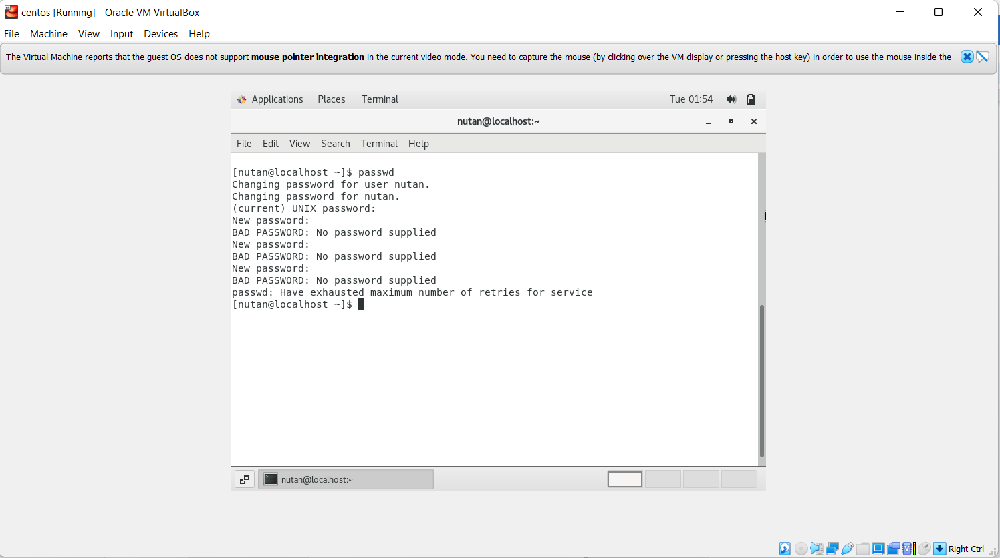 centos [Running] - Oracle VM VirtualBox
File Machine View Input Devices Help
The Virtual Machine reports that the guest OS does not support mouse pointer integration in the current video mode. You need to capture the mouse (by clicking over the VM display or pressing the host key) in order to use the mouse inside the
Applications Places Terminal Tue 01:54
nutan@localhost:~
File Edit View Search Terminal Help
[nutan@localhost ~]$ passwd
Changing password for user nutan.
Changing password for nutan.
(current) UNIX password:
New password:
BAD PASSWORD: No password supplied
New password:
BAD PASSWORD: No password supplied
New password:
BAD PASSWORD: No password supplied
passwd: Have exhausted maximum number of retries for service
[nutan@localhost ~]$
nutan@localhost:~
Right Ctrl